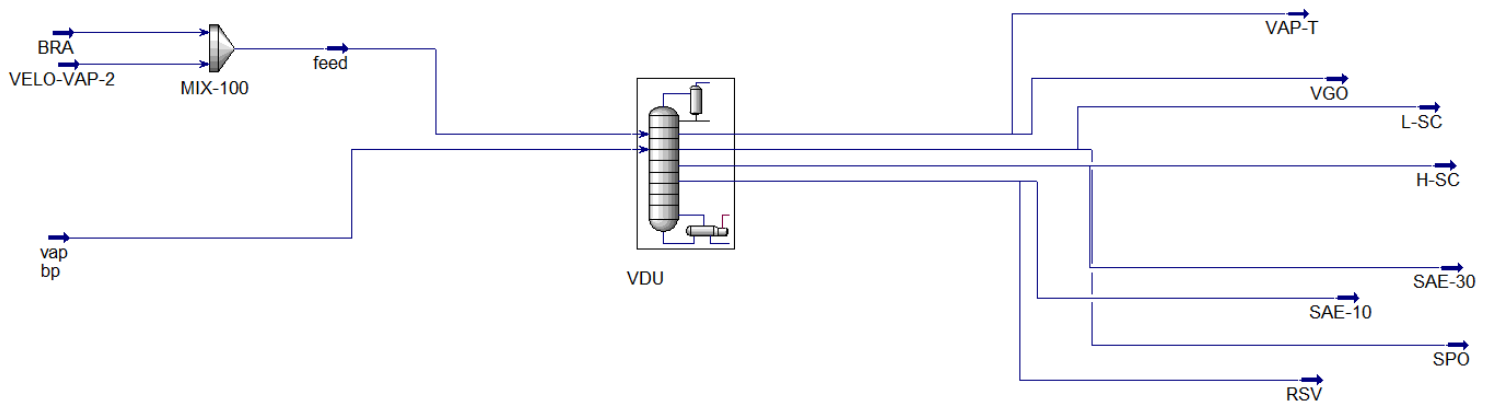 BRA
VELO-VAP-2
MIX-100
feed
vap
bp
VDU
VAP-T
VGO
L-SC
H-SC
SAE-30
SAE-10
SPO
RSV